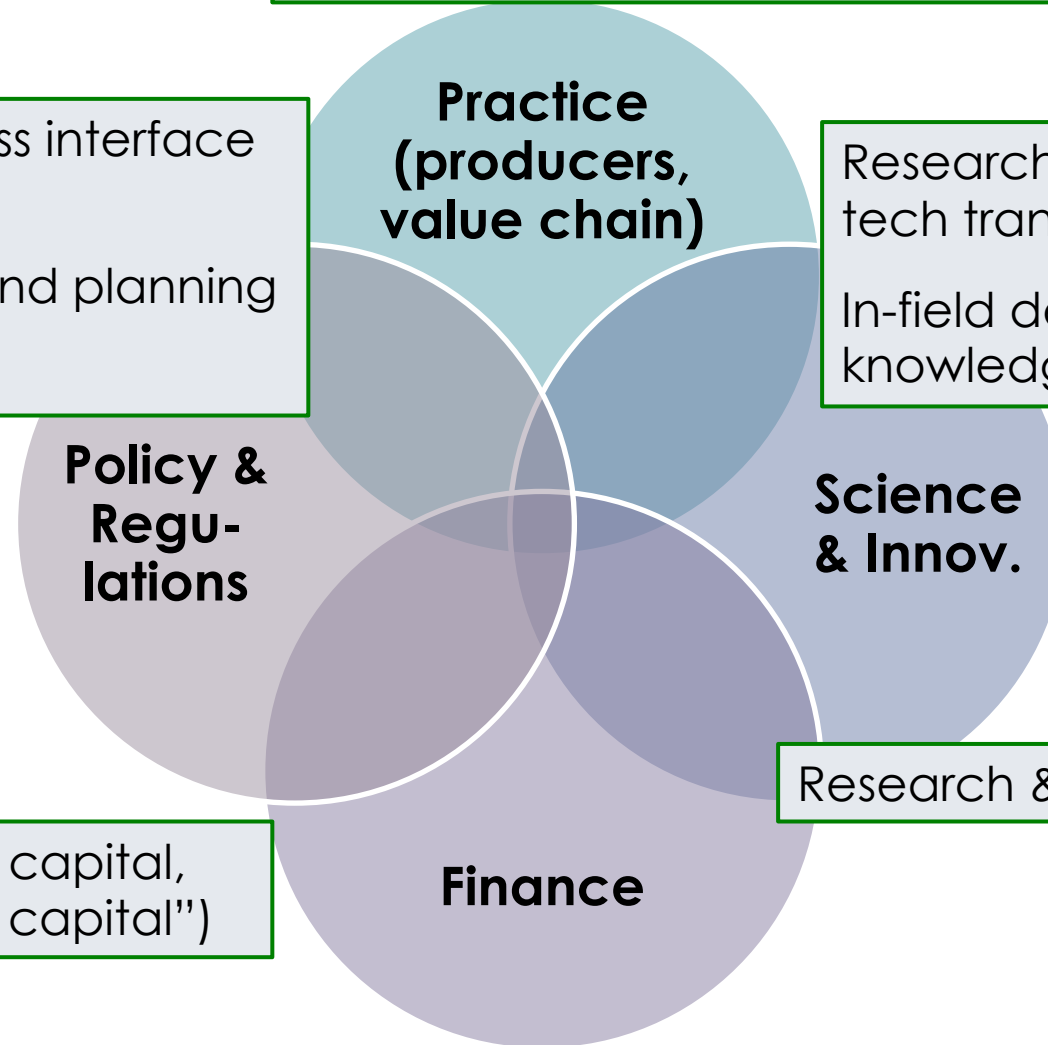 Practice
(producers,
value chain)
ss interface
nd planning
Research
tech tran
In-field de
knowledg
Policy &
Regu-
lations
Science
& Innov.
Research &
capital,
capital”)
Finance